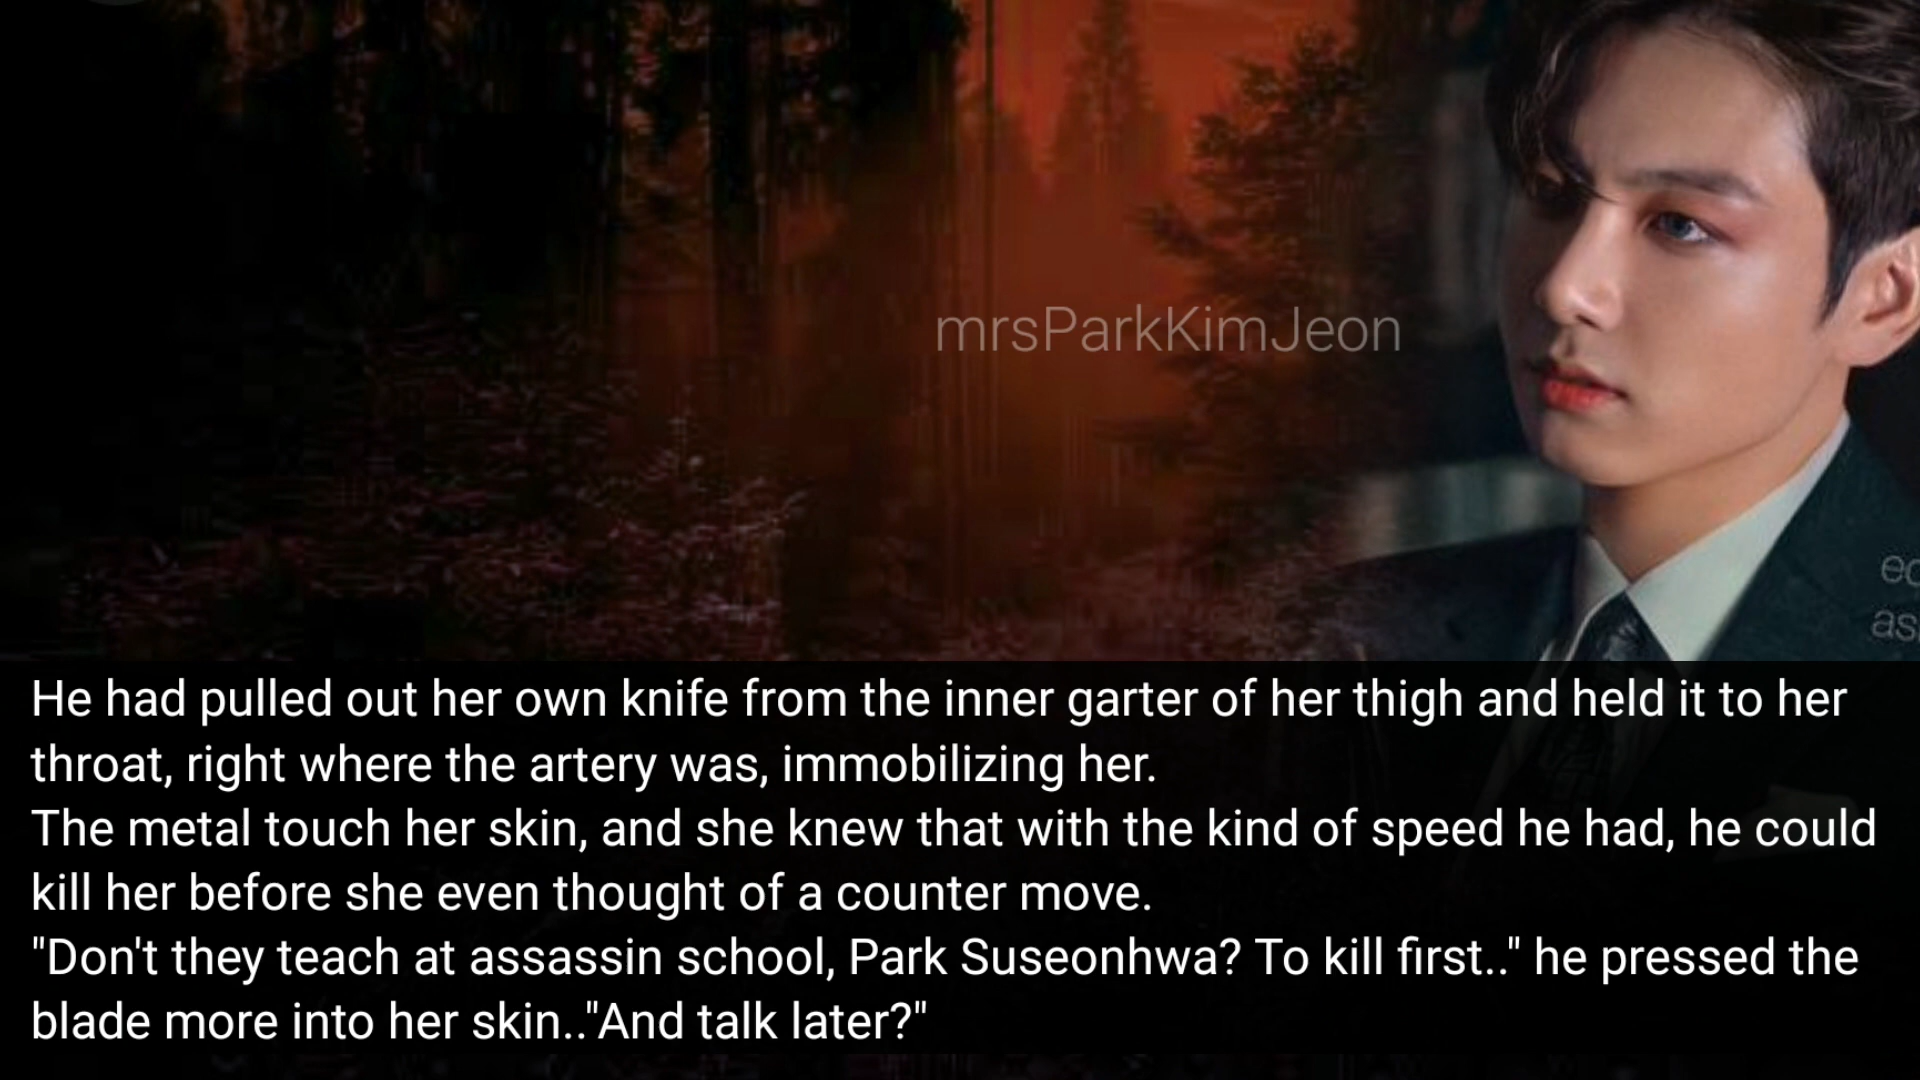 mrsParkKimJeon
He had pulled out her own knife from the inner garter of her thigh and held it to her
throat, right where the artery was, immobilizing her.
The metal touch her skin, and she knew that with the kind of speed he had, he could
kill her before she even thought of a counter move.
"Don't they teach at assassin school, Park Suseonhwa? To kill first.." he pressed the
blade more into her skin.."And talk later?"